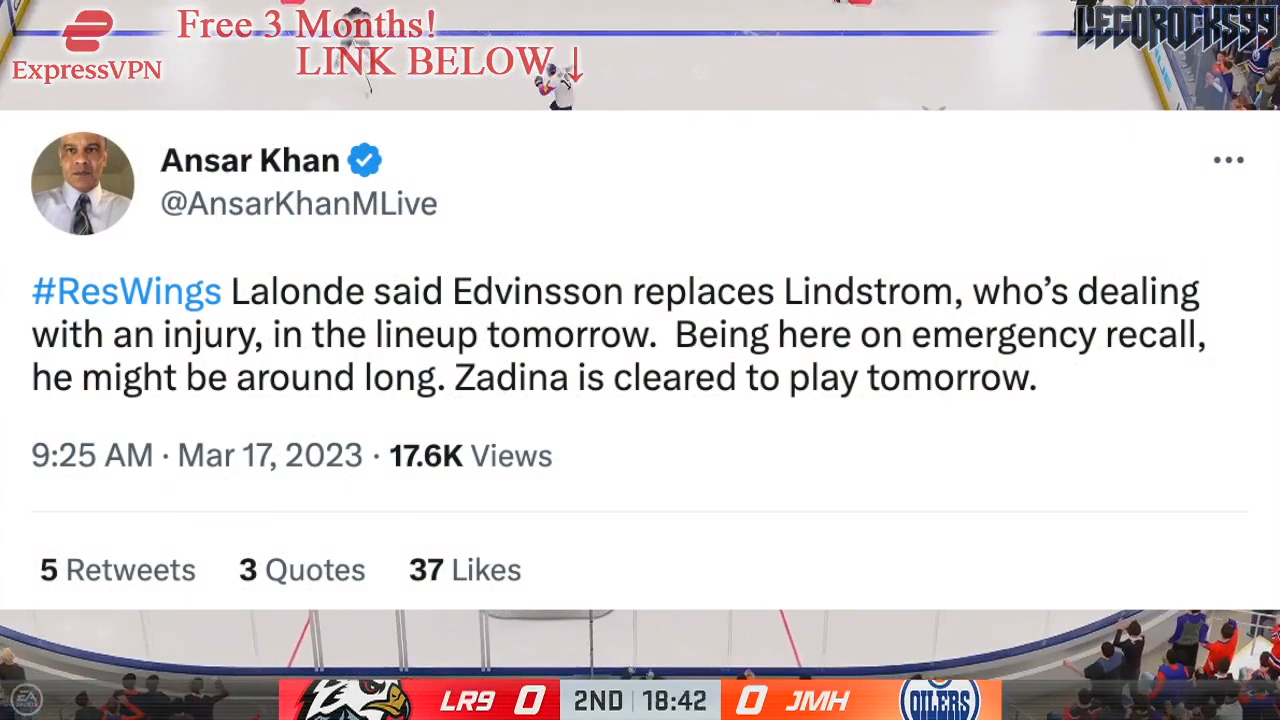 Free 3 Months!
LINK BELOW ↓
ExpressVPN
LEGOROCKS99
Ansar Khan
@AnsarKhanMLive
#ResWings Lalonde said Edvinsson replaces Lindstrom, who's dealing
with an injury, in the lineup tomorrow.  Being here on emergency recall,
he might be around long. Zadina is cleared to play tomorrow.
9:25 AM · Mar 17, 2023 · 17.6K Views
5 Retweets 3 Quotes 37 Likes
EA
SPORTS
LR9 0 2ND 18:42 0 JMH OILERS